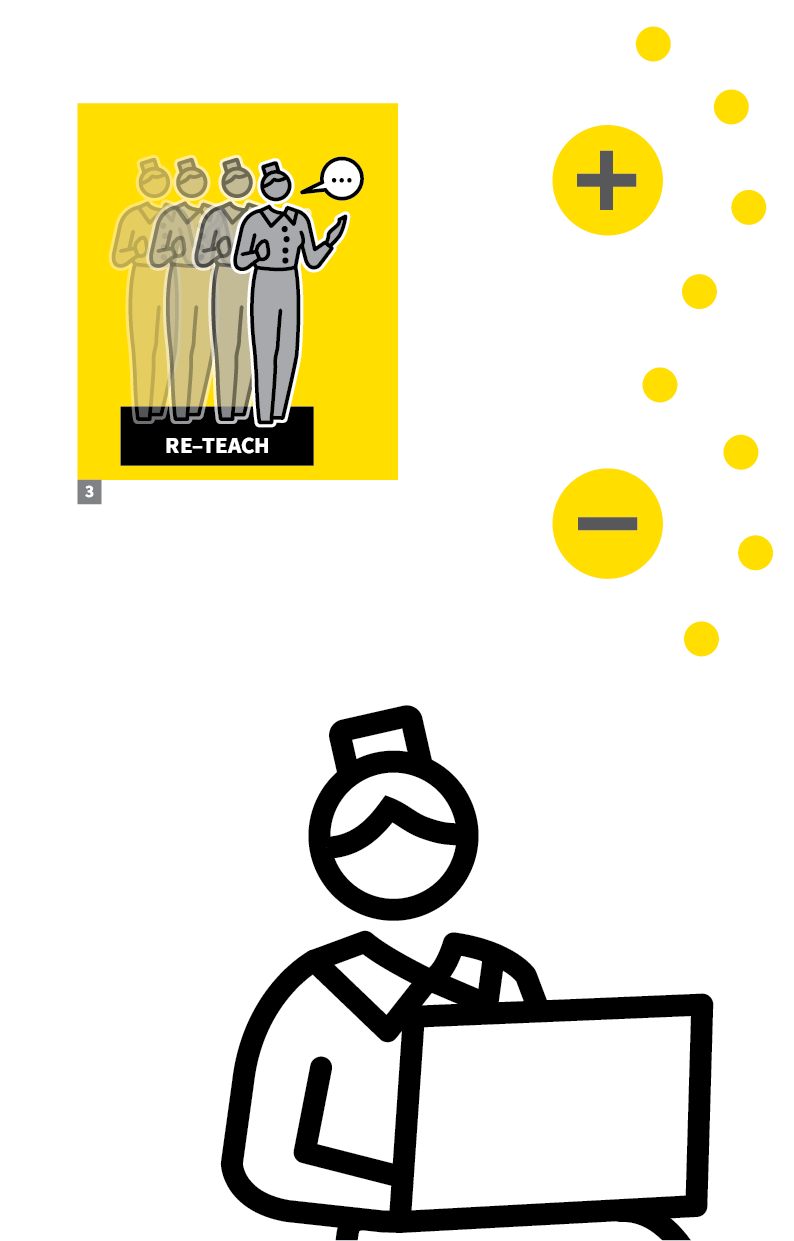 ...
+
RE–TEACH
3
–